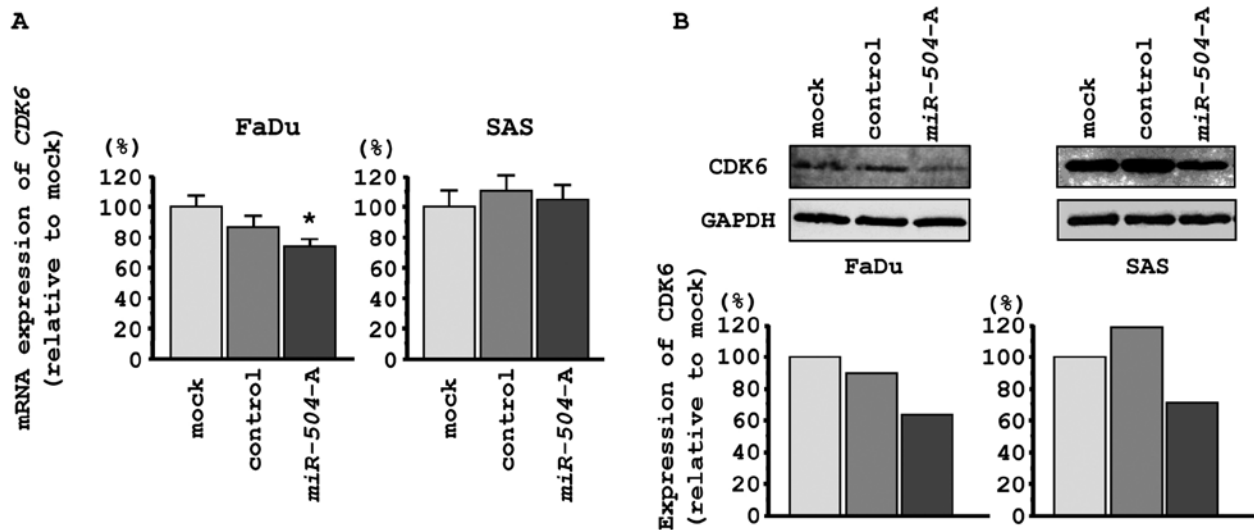 A
mRNA expression of CDK6
(relative to mock)
FaDu
(%)
120
100
80
60
40
20
0
mock
control
miR-504-A
*
SAS
(%)
120
100
80
60
40
20
0
mock
control
miR-504-A
B
mock
control
miR-504-A
mock
control
miR-504-A
CDK6
GAPDH
FaDu
SAS
Expression of CDK6
(relative to mock)
(%)
120
100
80
60
40
20
0
(%)
120
100
80
60
40
20
0